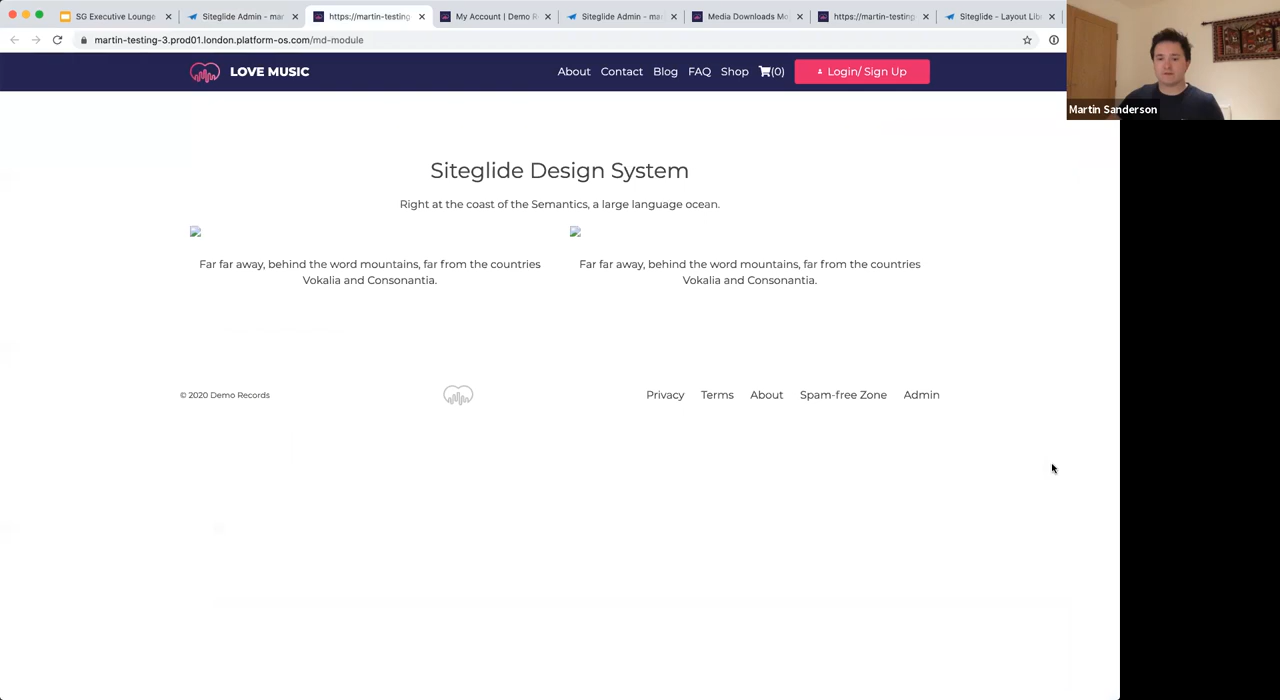 SG Executive Lounge
Siteglide Admin - mar
https://martin-testing
My Account | Demo R
Siteglide Admin - mar
Media Downloads Mo
https://martin-testing
Siteglide - Layout Lib
martin-testing-3.prod01.london.platform-os.com/md-module
LOVE MUSIC
About
Contact
Blog
FAQ
Shop
(0)
Login/ Sign Up
Martin Sanderson
Siteglide Design System
Right at the coast of the Semantics, a large language ocean.
Far far away, behind the word mountains, far from the countries
Vokalia and Consonantia.
Far far away, behind the word mountains, far from the countries
Vokalia and Consonantia.
© 2020 Demo Records
Privacy
Terms
About
Spam-free Zone
Admin